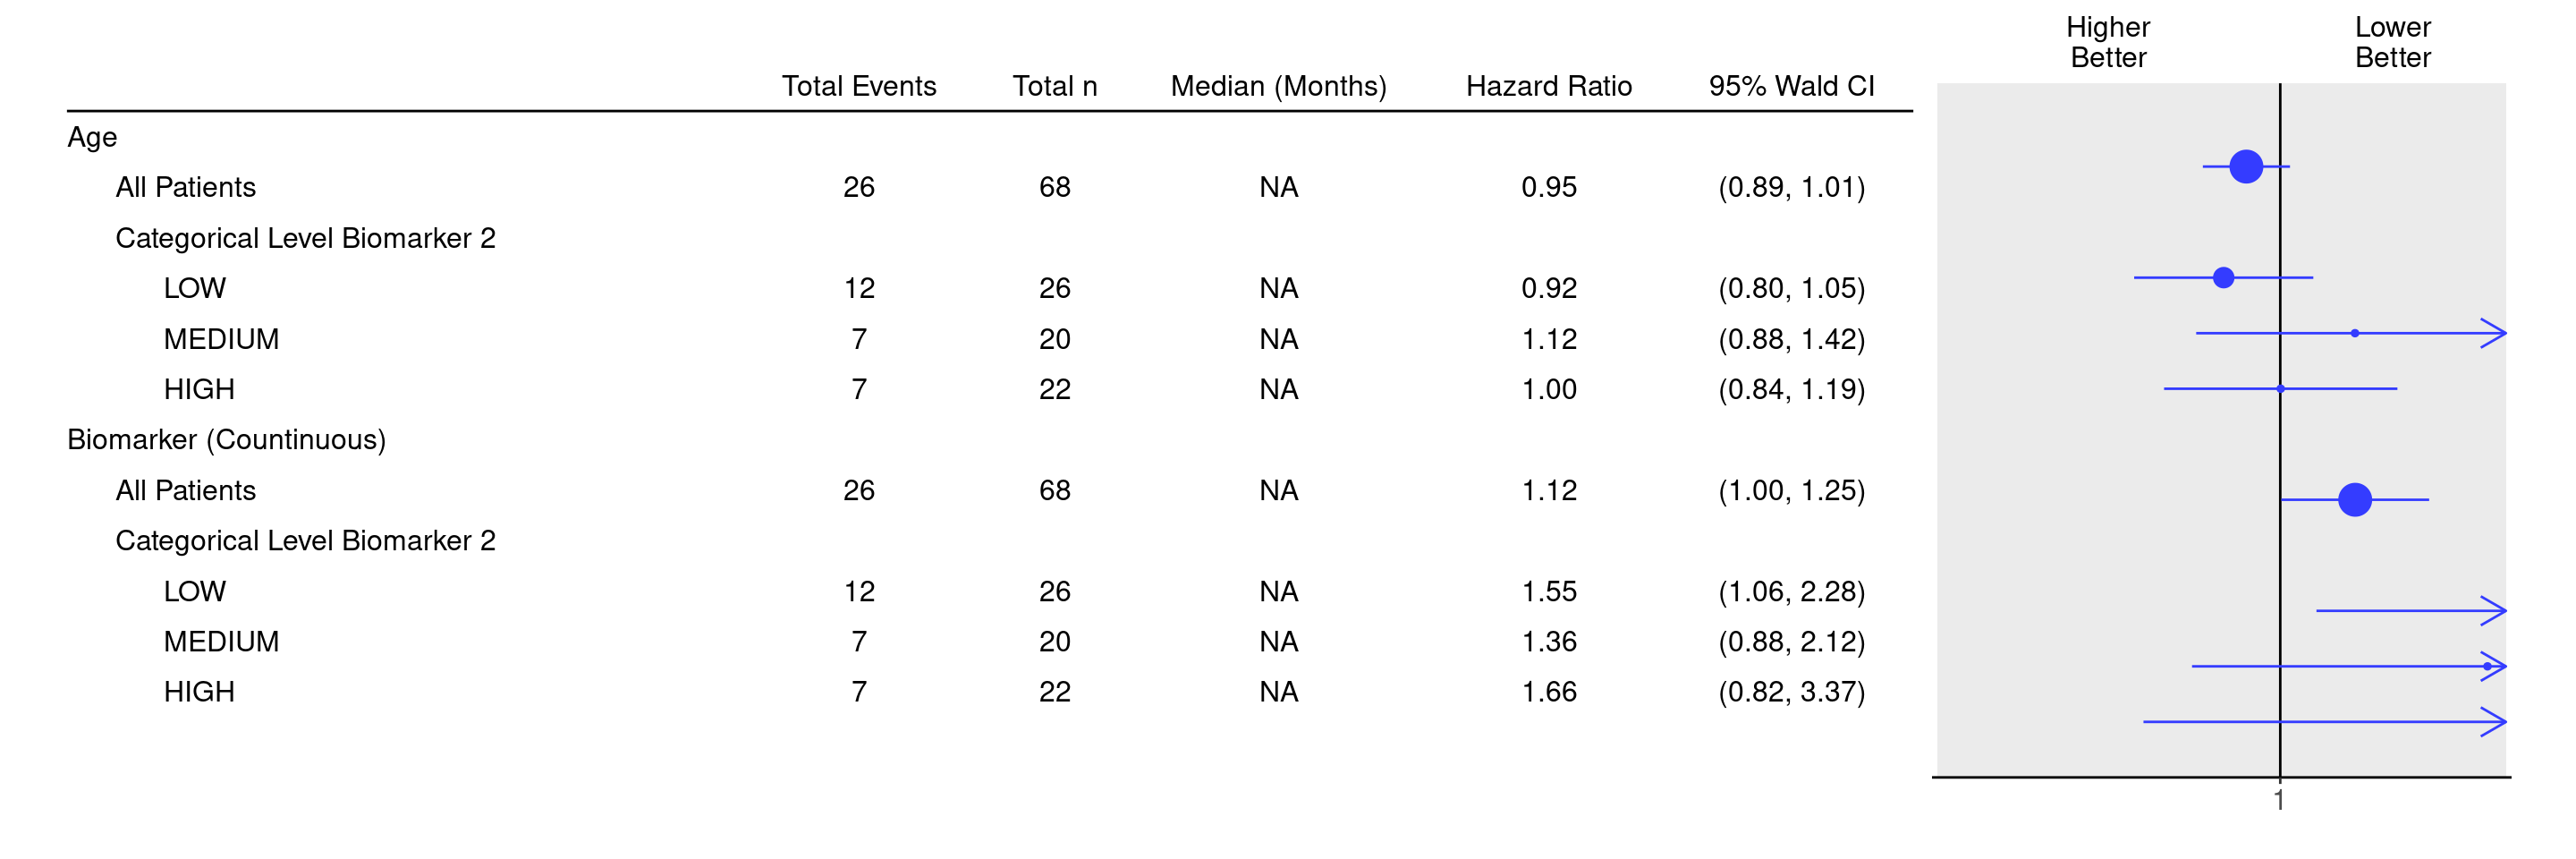 Higher Better
Lower Better
Total Events Total n Median (Months) Hazard Ratio 95% Wald CI
Age
All Patients 26 68 NA 0.95 (0.89, 1.01)
Categorical Level Biomarker 2
LOW 12 26 NA 0.92 (0.80, 1.05)
MEDIUM 7 20 NA 1.12 (0.88, 1.42)
HIGH 7 22 NA 1.00 (0.84, 1.19)
Biomarker (Countinuous)
All Patients 26 68 NA 1.12 (1.00, 1.25)
Categorical Level Biomarker 2
LOW 12 26 NA 1.55 (1.06, 2.28)
MEDIUM 7 20 NA 1.36 (0.88, 2.12)
HIGH 7 22 NA 1.66 (0.82, 3.37)
1